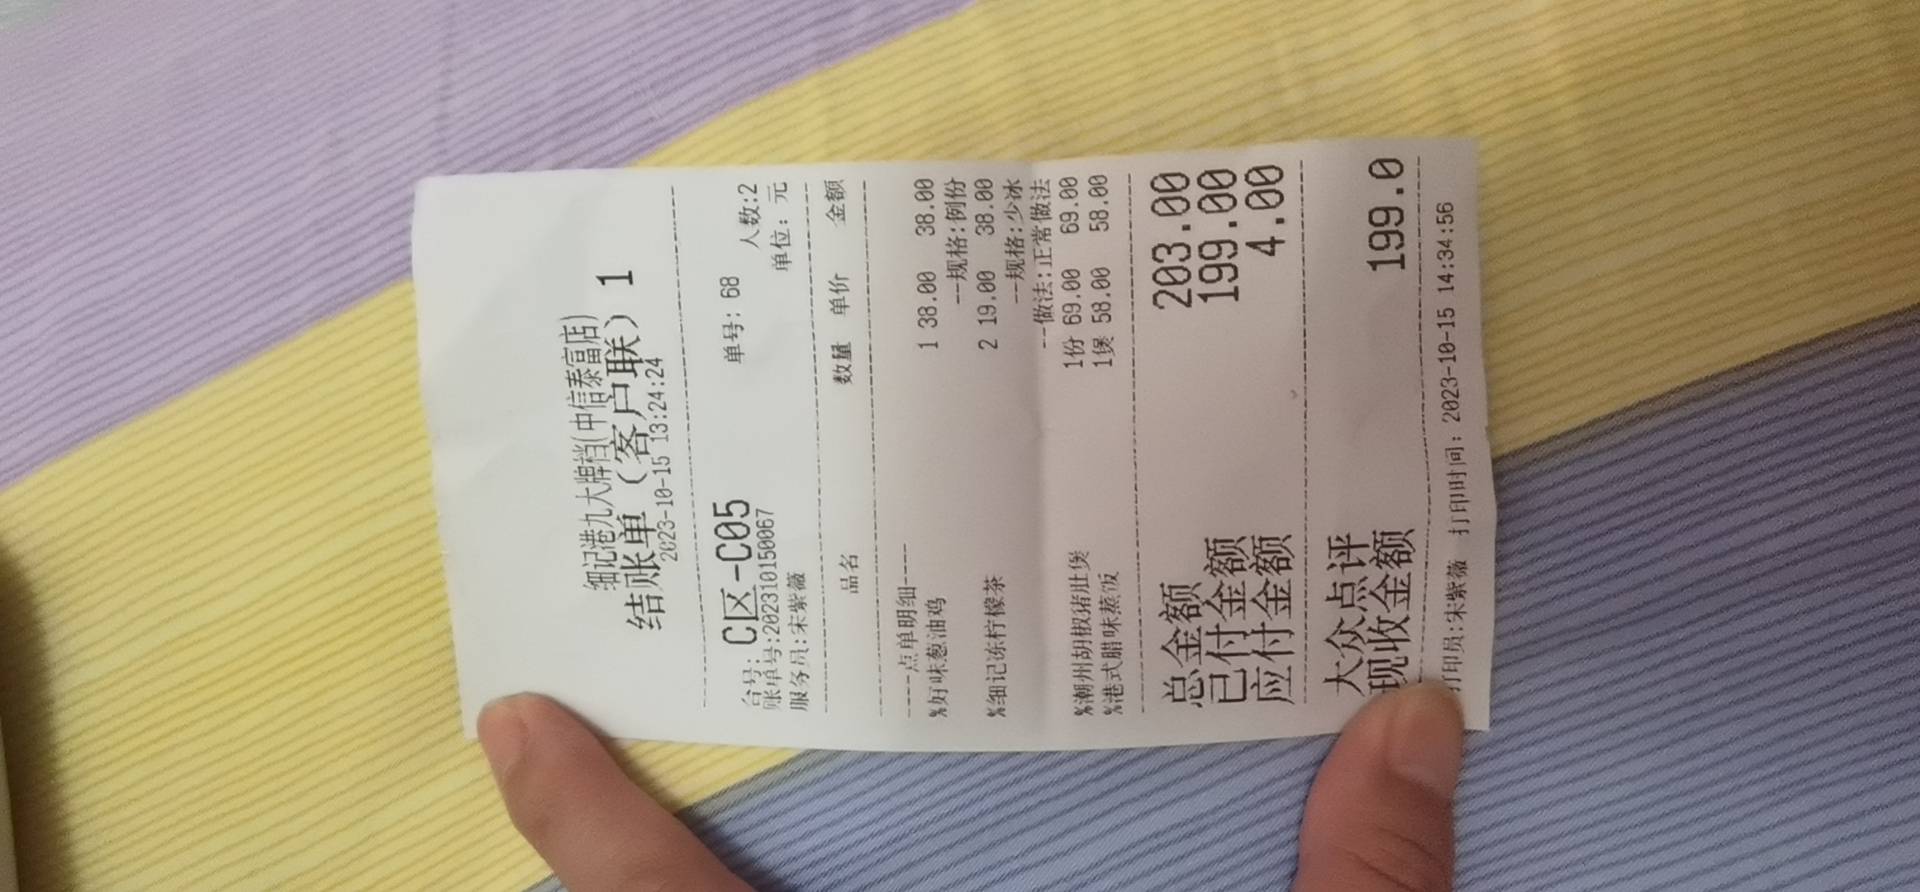 细记港九大牌档(中信泰富店)
结账单（客户联）1
2023-10-15 13:24:24
台号: C区-C05 单号: 68
账单号:202310150067 人数:2
服务员:宋紫薇 单位: 元
品名 数量 单价 金额
----点单明细----
%好味葱油鸡 1 38.00 38.00
--规格:例份
%细记冻柠檬茶 2 19.00 38.00
--规格:少冰
--做法:正常做法
%潮州胡椒猪肚煲 1份 69.00 69.00
%港式腊味蒸饭 1煲 58.00 58.00
总金额 203.00
已付金额 199.00
应付金额 4.00
大众点评
现收金额 199.0
打印员:宋紫薇 打印时间: 2023-10-15 14:34:56